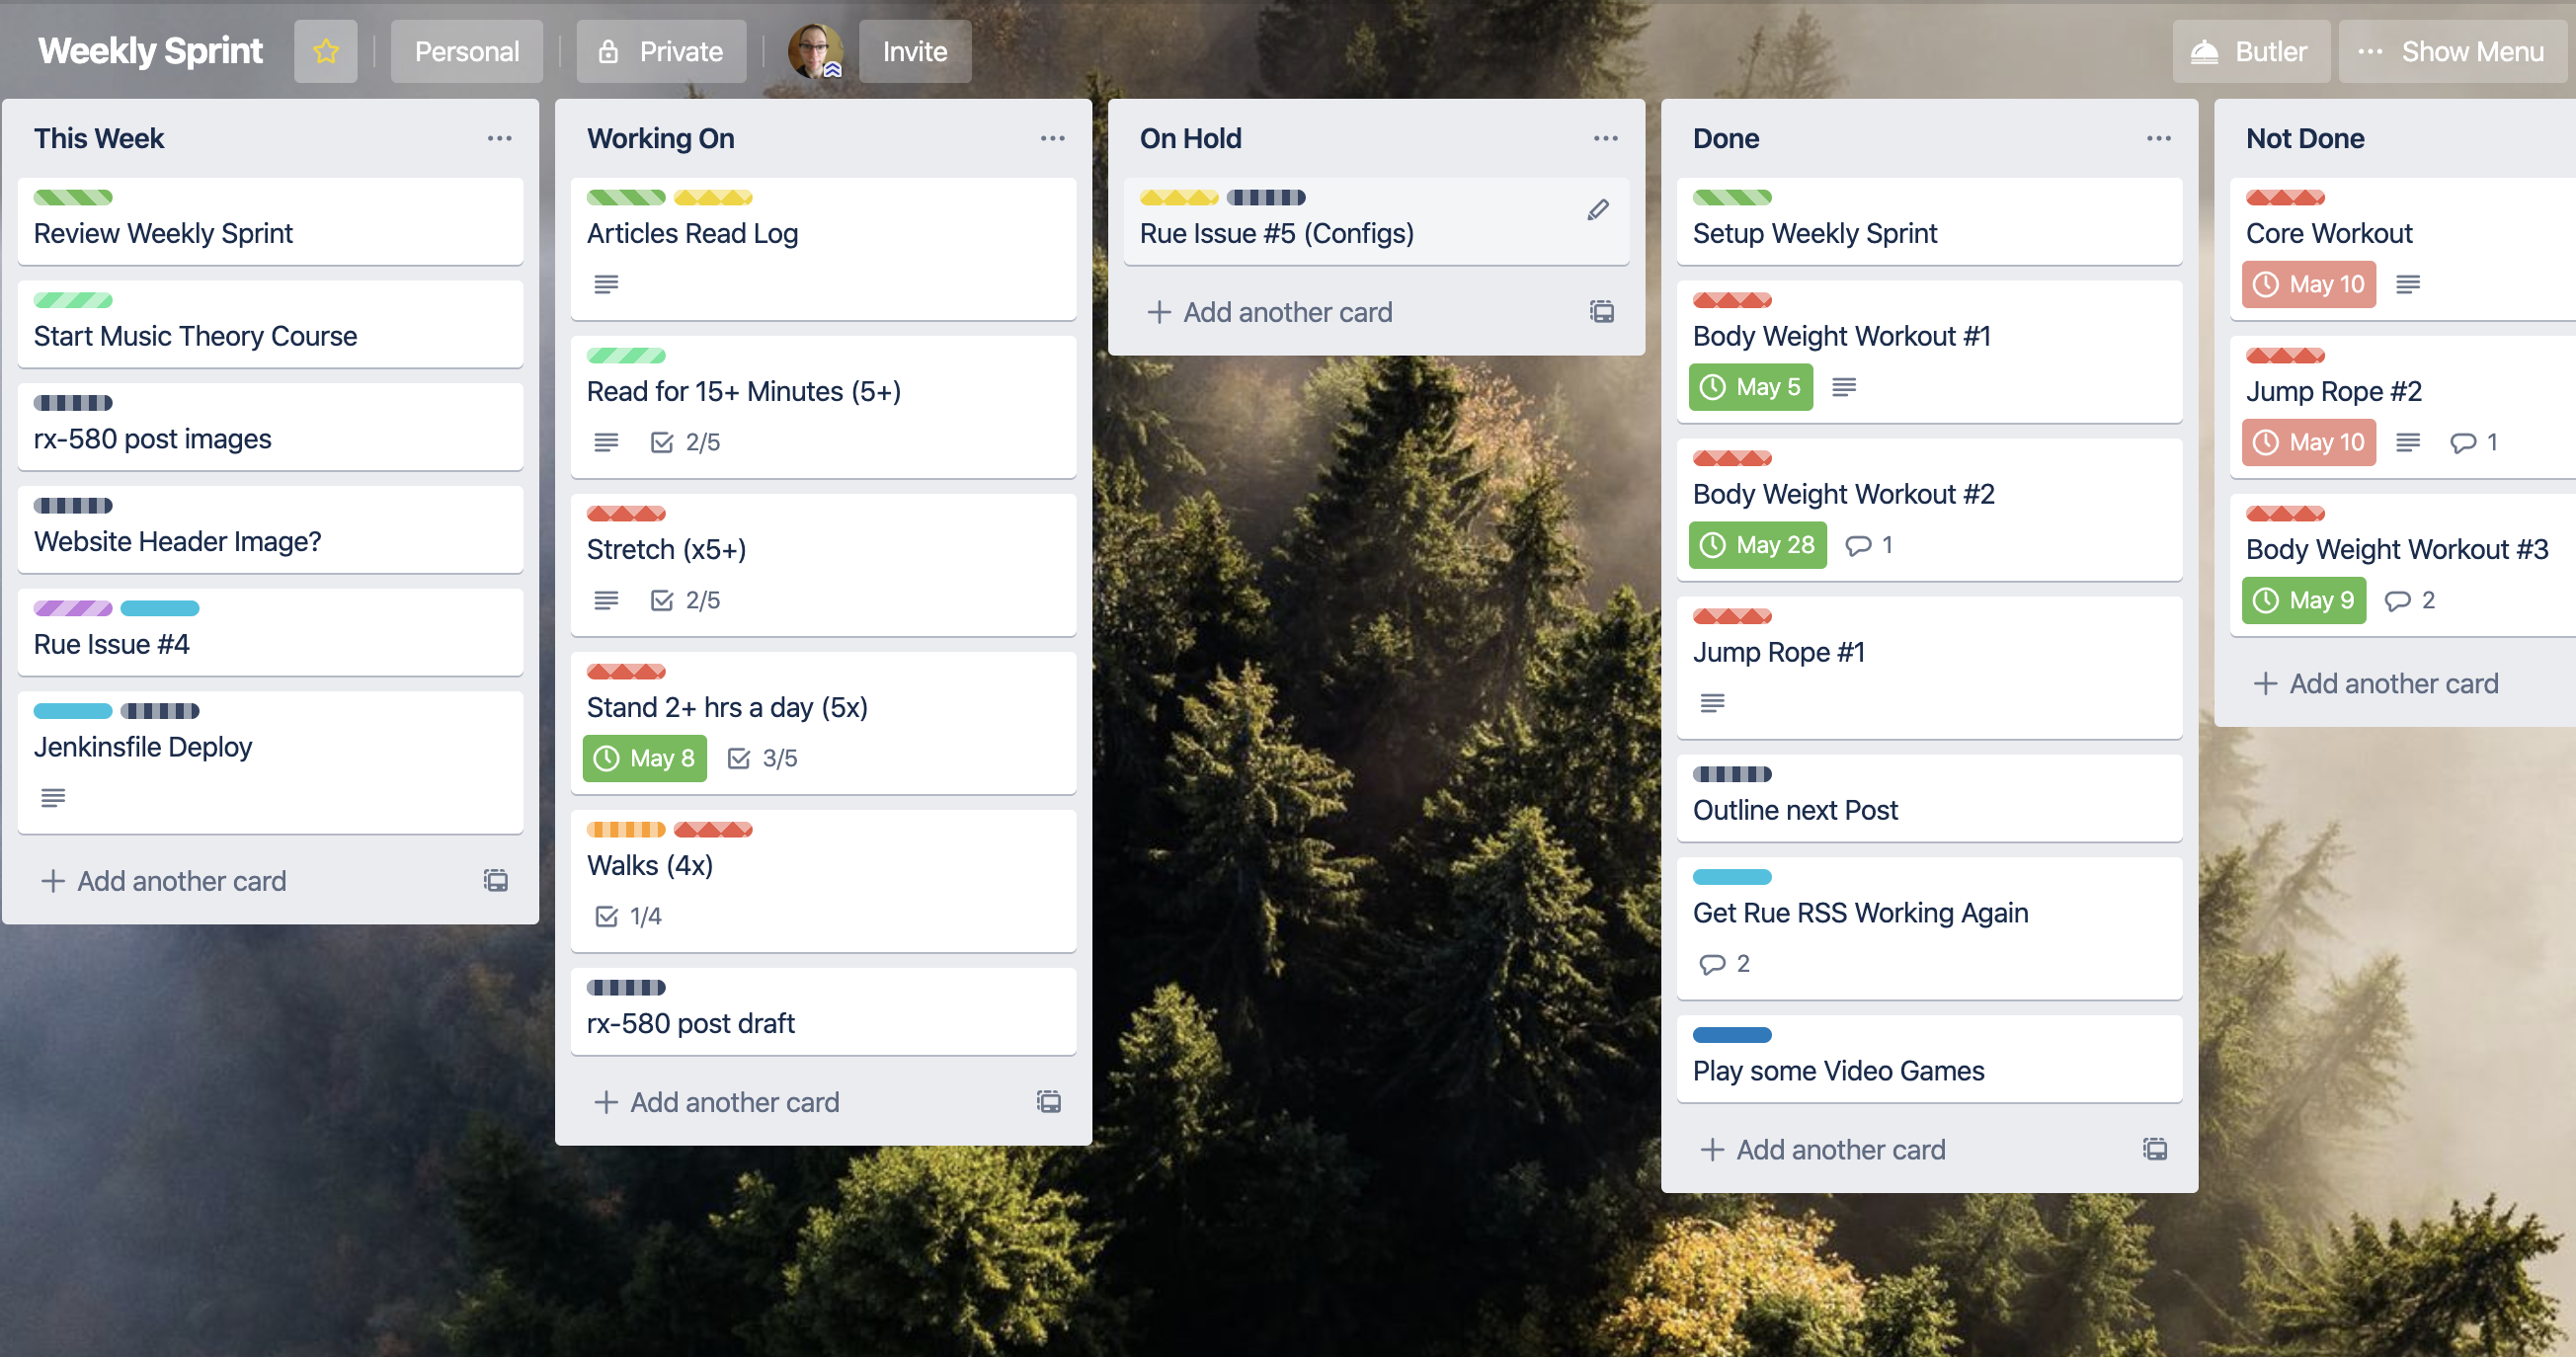 Weekly Sprint
Personal
Private
Invite
Butler
Show Menu
This Week
Review Weekly Sprint
Start Music Theory Course
rx-580 post images
Website Header Image?
Rue Issue #4
Jenkinsfile Deploy
Add another card
Working On
Articles Read Log
Read for 15+ Minutes (5+)
2/5
Stretch (x5+)
2/5
Stand 2+ hrs a day (5x)
May 8 3/5
Walks (4x)
1/4
rx-580 post draft
Add another card
On Hold
Rue Issue #5 (Configs)
Add another card
Done
Setup Weekly Sprint
Body Weight Workout #1
May 5
Body Weight Workout #2
May 28 1
Jump Rope #1
Outline next Post
Get Rue RSS Working Again
2
Play some Video Games
Add another card
Not Done
Core Workout
May 10
Jump Rope #2
May 10 1
Body Weight Workout #3
May 9 2
Add another card